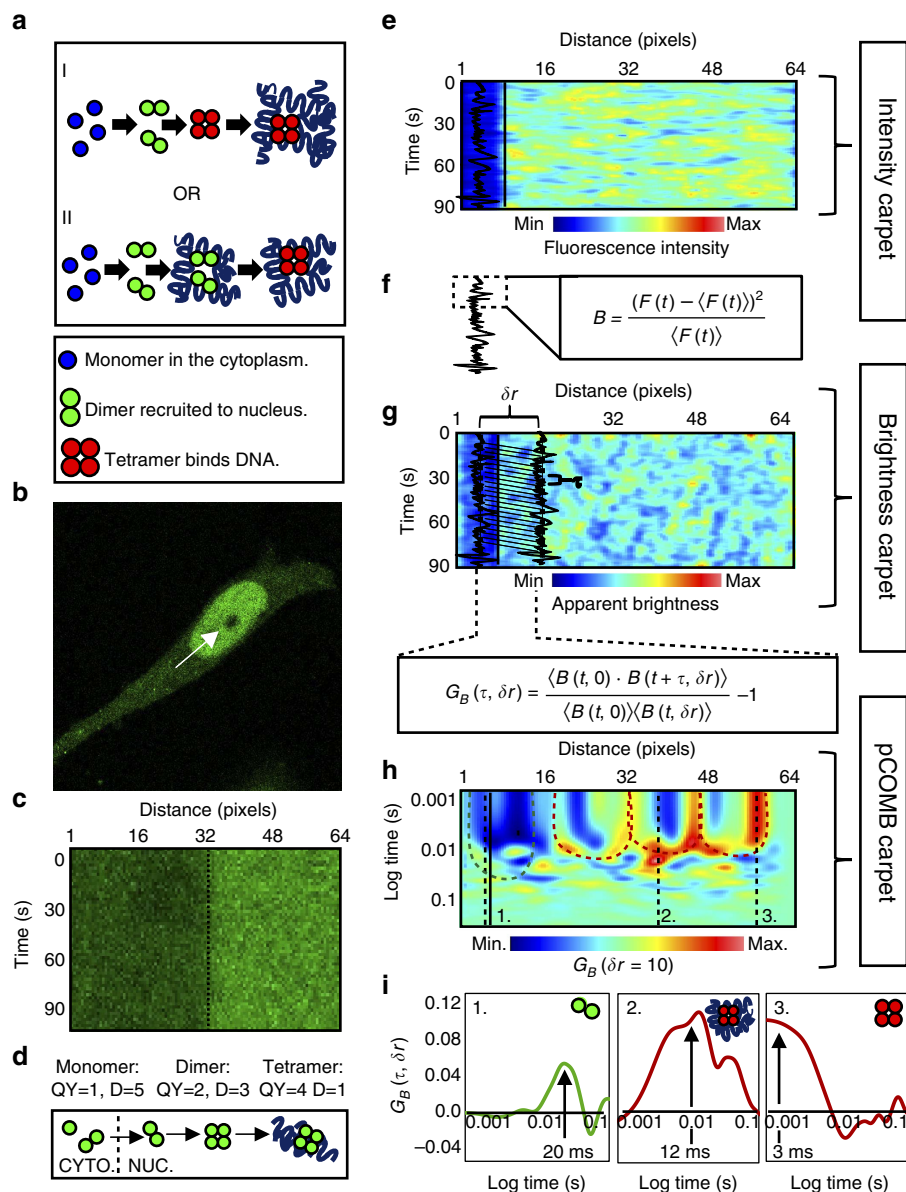 a
I
OR
II
Monomer in the cytoplasm.
Dimer recruited to nucleus.
Tetramer binds DNA.
b
c
Distance (pixels)
1 16 32 48 64
Time (s)
0
30
60
90
d
Monomer: Dimer: Tetramer:
QY=1, D=5 QY=2, D=3 QY=4 D=1
CYTO. NUC.
e
Distance (pixels)
1 16 32 48 64
Time (s)
0
30
60
90
Min Max
Fluorescence intensity
Intensity carpet
f
B = (F (t) − ⟨F (t)⟩)² / ⟨F (t)⟩
Distance (pixels)
g
1 δr 32 48 64
Time (s)
0
30
60
90
τ
Min Max
Apparent brightness
Brightness carpet
G_B (τ, δr) = ⟨B (t, 0) · B (t + τ, δr)⟩ / ⟨B (t, 0)⟩⟨B (t, δr)⟩ −1
Distance (pixels)
h
1 16 32 48 64
Log time (s)
0.001
0.01
0.1
1. 2. 3.
Min. Max.
G_B (δr = 10)
pCOMB carpet
i
G_B (τ, δr)
0.12
0.08
0.04
0.0
−0.04
1. 2. 3.
0.001 0.01 0.1 0.001 0.01 0.1 0.001 0.01 0.1
20 ms 12 ms 3 ms
Log time (s) Log time (s) Log time (s)